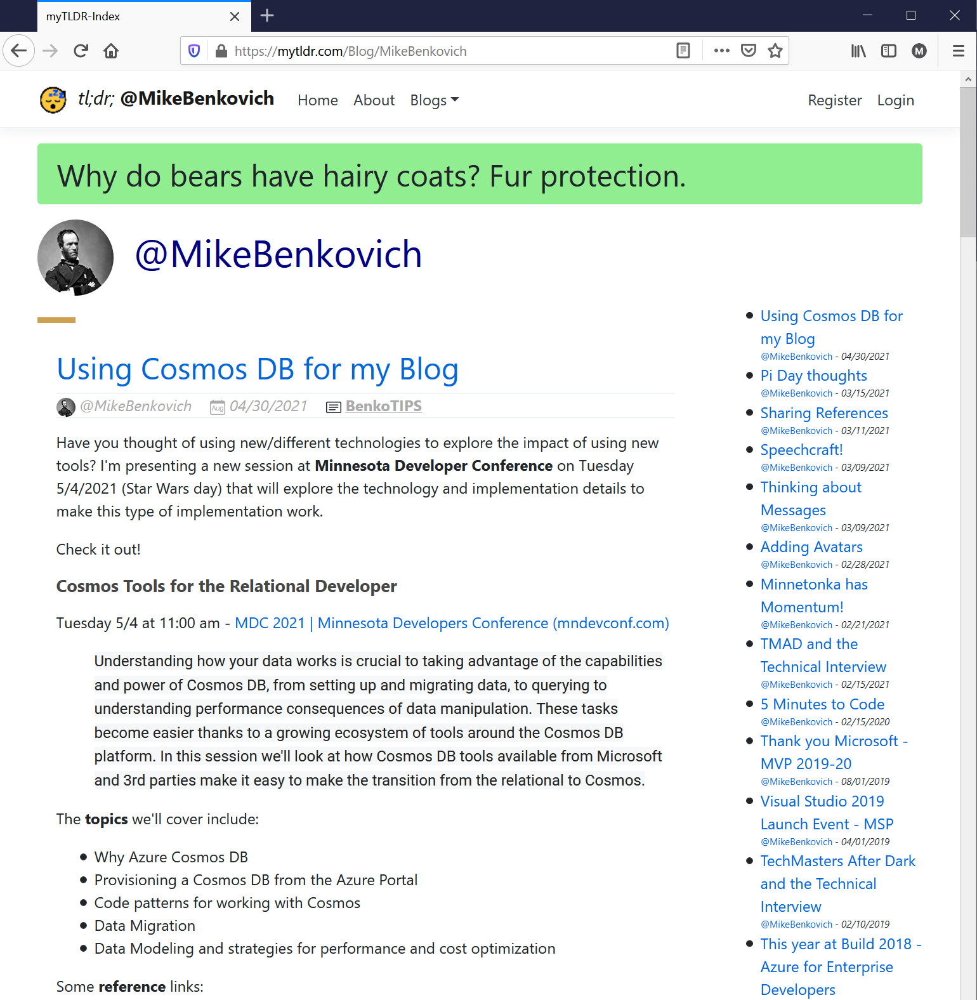 myTLDR-Index
https://mytldr.com/Blog/MikeBenkovich
M
tl;dr; @MikeBenkovich
Home
About
Blogs
Register
Login
Why do bears have hairy coats? Fur protection.
@MikeBenkovich
Using Cosmos DB for my Blog
@MikeBenkovich
Aug
04/30/2021
BenkoTIPS
Have you thought of using new/different technologies to explore the impact of using new
tools? I'm presenting a new session at Minnesota Developer Conference on Tuesday
5/4/2021 (Star Wars day) that will explore the technology and implementation details to
make this type of implementation work.
Check it out!
Cosmos Tools for the Relational Developer
Tuesday 5/4 at 11:00 am - MDC 2021 | Minnesota Developers Conference (mndevconf.com)
Understanding how your data works is crucial to taking advantage of the capabilities
and power of Cosmos DB, from setting up and migrating data, to querying to
understanding performance consequences of data manipulation. These tasks
become easier thanks to a growing ecosystem of tools around the Cosmos DB
platform. In this session we'll look at how Cosmos DB tools available from Microsoft
and 3rd parties make it easy to make the transition from the relational to Cosmos.
The topics we'll cover include:
Why Azure Cosmos DB
Provisioning a Cosmos DB from the Azure Portal
Code patterns for working with Cosmos
Data Migration
Data Modeling and strategies for performance and cost optimization
Some reference links:
Using Cosmos DB for
my Blog
@MikeBenkovich - 04/30/2021
Pi Day thoughts
@MikeBenkovich - 03/15/2021
Sharing References
@MikeBenkovich - 03/11/2021
Speechcraft!
@MikeBenkovich - 03/09/2021
Thinking about
Messages
@MikeBenkovich - 03/09/2021
Adding Avatars
@MikeBenkovich - 02/28/2021
Minnetonka has
Momentum!
@MikeBenkovich - 02/21/2021
TMAD and the
Technical Interview
@MikeBenkovich - 02/15/2021
5 Minutes to Code
@MikeBenkovich - 02/15/2020
Thank you Microsoft -
MVP 2019-20
@MikeBenkovich - 08/01/2019
Visual Studio 2019
Launch Event - MSP
@MikeBenkovich - 04/01/2019
TechMasters After Dark
and the Technical
Interview
@MikeBenkovich - 02/10/2019
This year at Build 2018 -
Azure for Enterprise
Developers